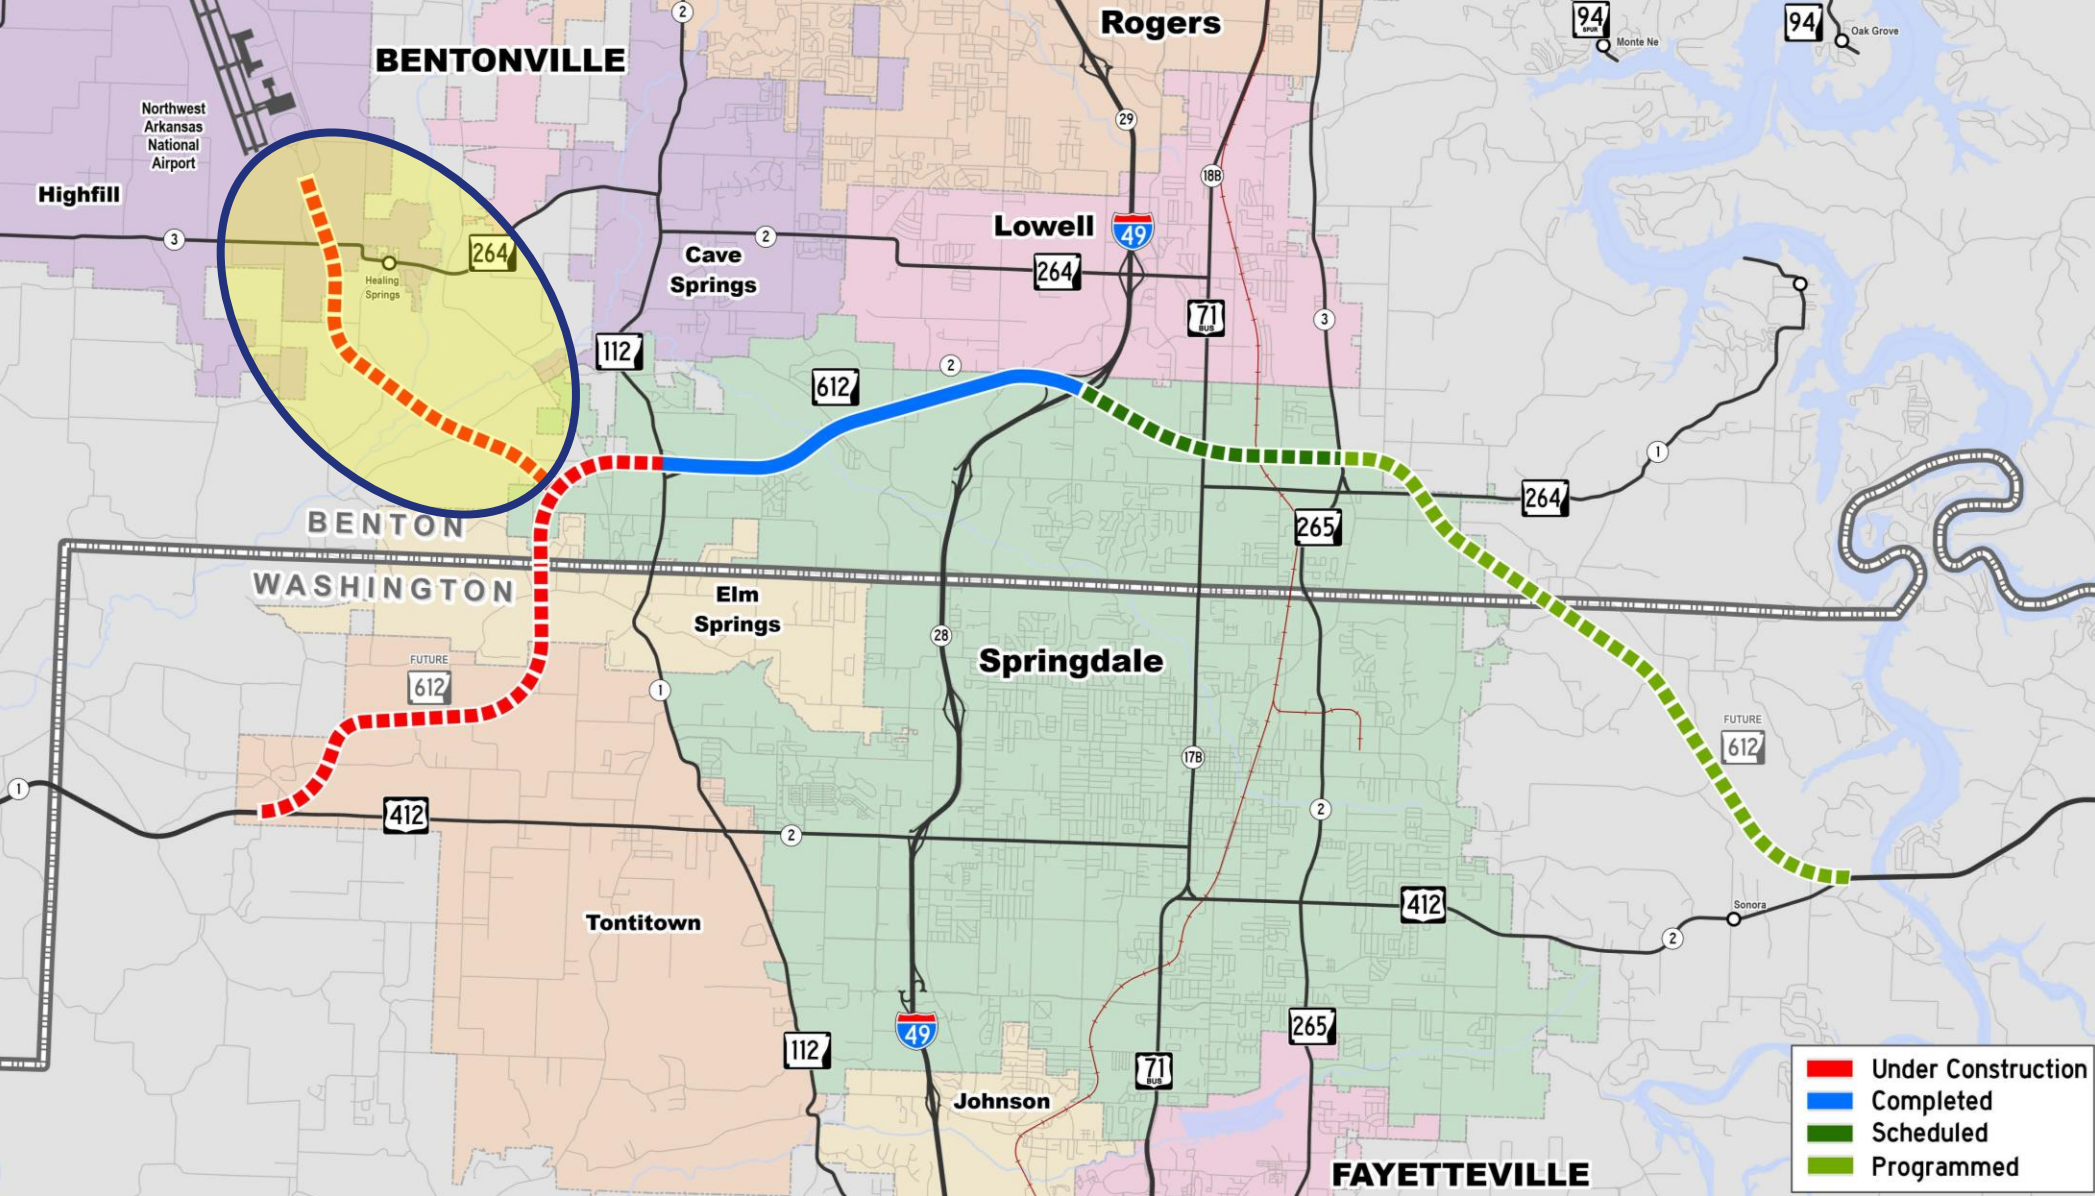 2
Rogers
94
SPUR
Monte Ne
94
Oak Grove
BENTONVILLE
Northwest
Arkansas
National
Airport
29
18B
Highfill
Lowell
49
3
264
2
Cave
Springs
264
Healing
Springs
71
BUS
3
112
612
2
1
264
265
BENTON
WASHINGTON
Elm
Springs
28
Springdale
FUTURE
612
1
FUTURE
612
17B
1
412
2
2
412
Sonora
2
Tontitown
49
265
112
71
BUS
Johnson
FAYETTEVILLE
Under Construction
Completed
Scheduled
Programmed